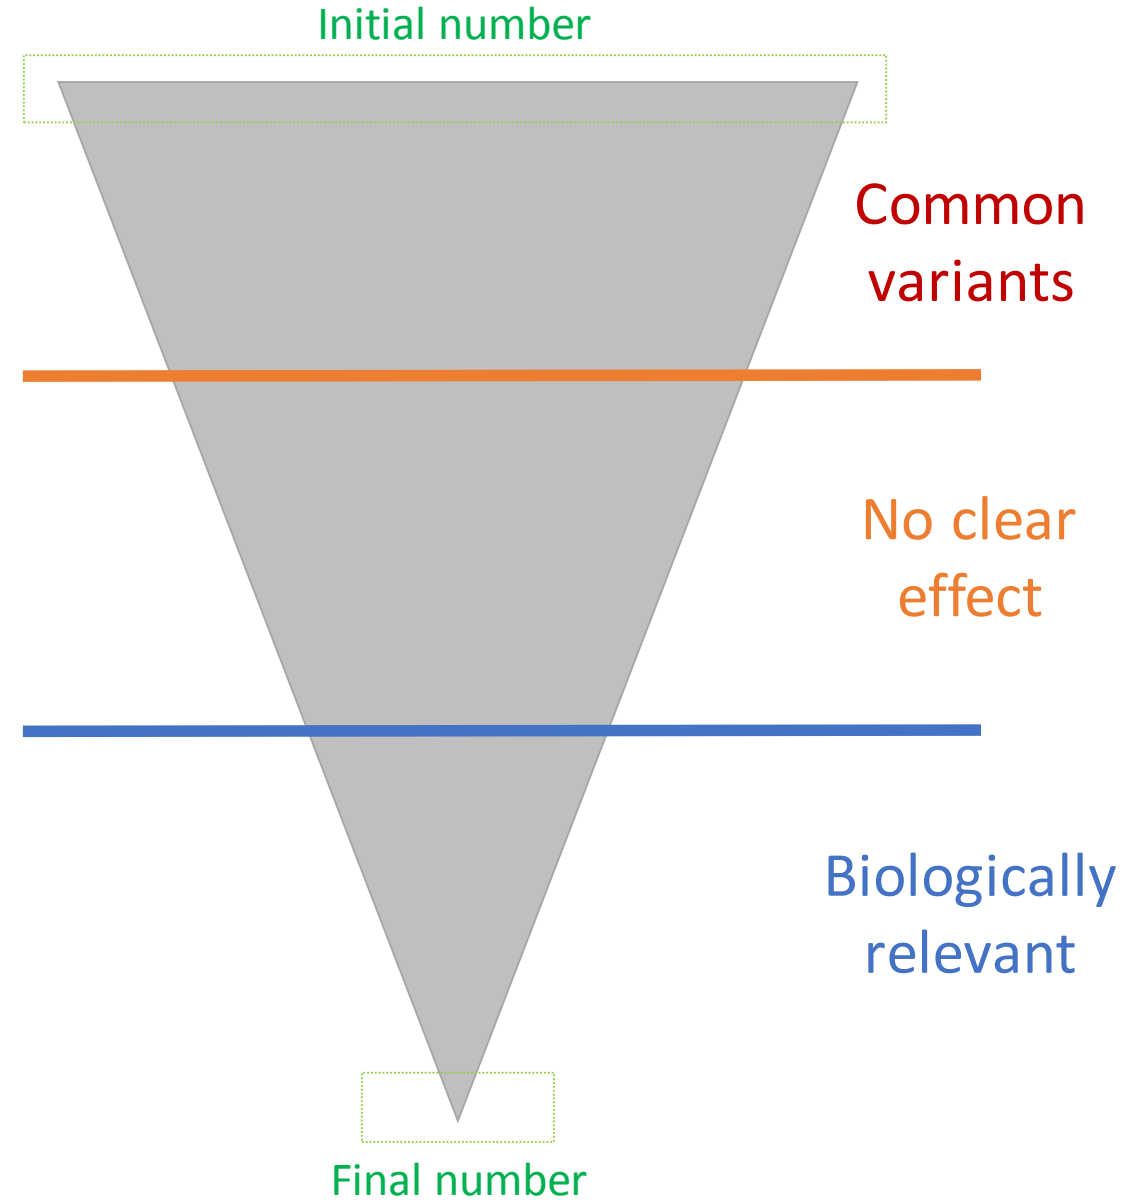 Initial number
Common
variants
No clear
effect
Biologically
relevant
Final number